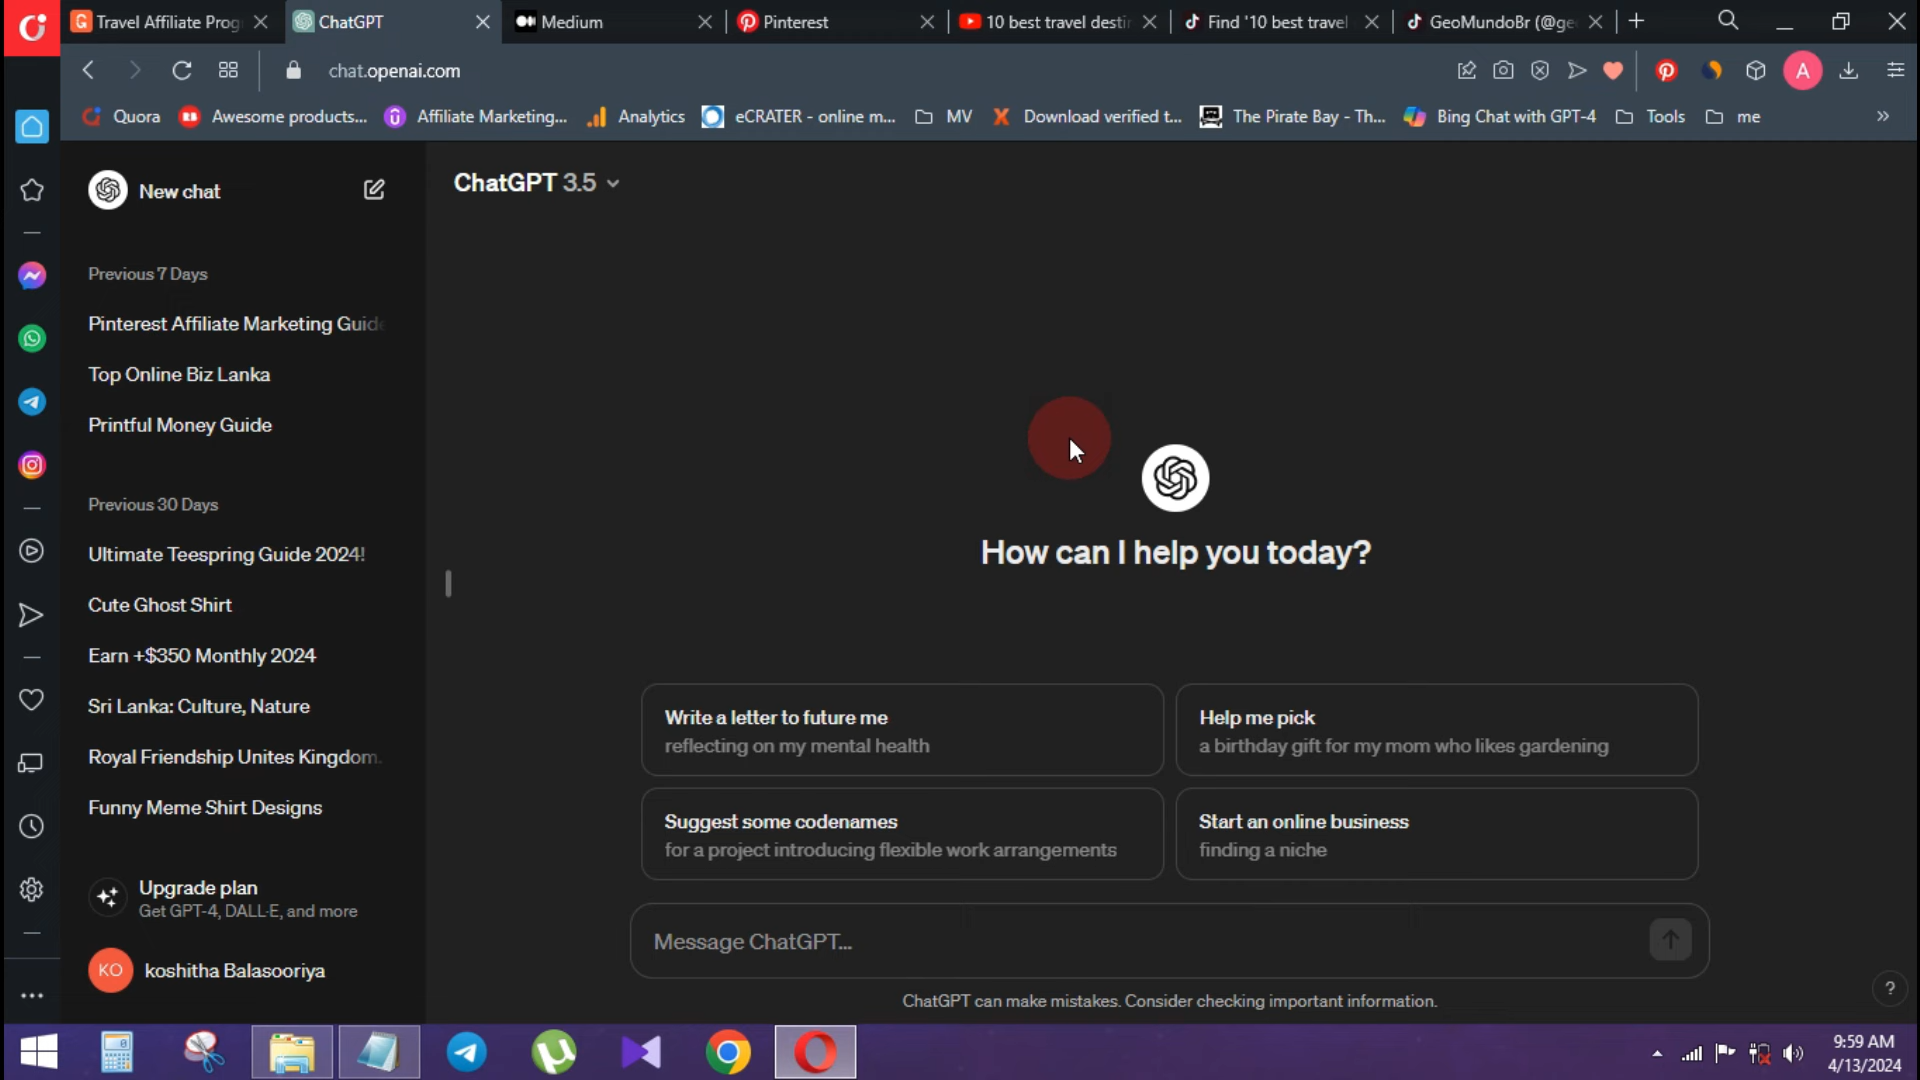 Travel Affiliate Prog
ChatGPT
Medium
Pinterest
10 best travel desti
Find '10 best travel
GeoMundoBr (@ge
chat.openai.com
A
Quora
Awesome products...
Affiliate Marketing...
Analytics
eCRATER - online m...
MV
Download verified t...
The Pirate Bay - Th...
Bing Chat with GPT-4
Tools
me
New chat
ChatGPT 3.5
Previous 7 Days
Pinterest Affiliate Marketing Guide
Top Online Biz Lanka
Printful Money Guide
Previous 30 Days
Ultimate Teespring Guide 2024!
Cute Ghost Shirt
Earn +$350 Monthly 2024
Sri Lanka: Culture, Nature
Royal Friendship Unites Kingdom.
Funny Meme Shirt Designs
Upgrade plan
Get GPT-4, DALL·E, and more
KO
koshitha Balasooriya
How can I help you today?
Write a letter to future me
reflecting on my mental health
Help me pick
a birthday gift for my mom who likes gardening
Suggest some codenames
for a project introducing flexible work arrangements
Start an online business
finding a niche
Message ChatGPT...
ChatGPT can make mistakes. Consider checking important information.
?
9:59 AM
4/13/2024